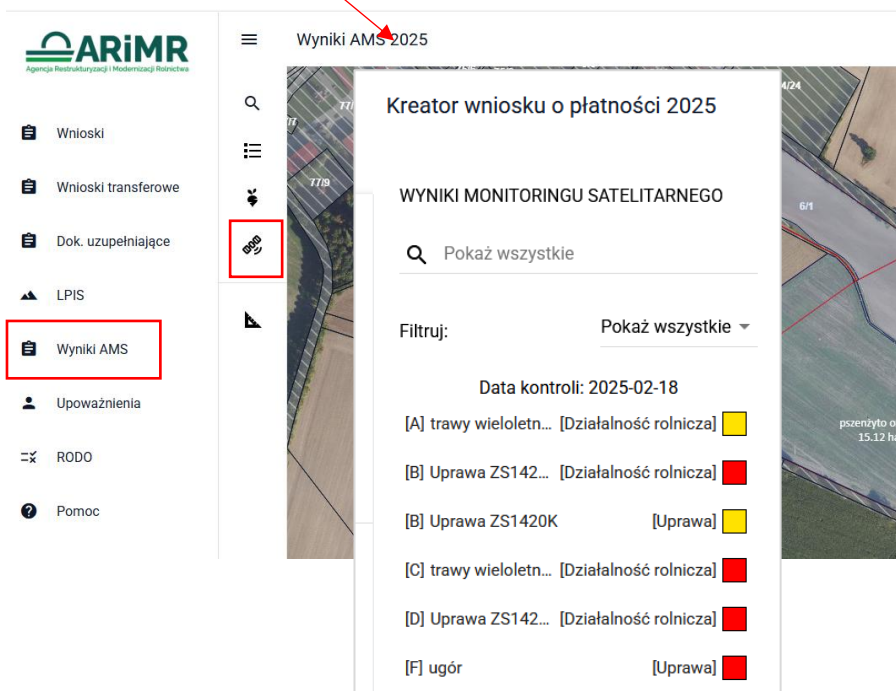 ARiMR
Agencja Restrukturyzacji i Modernizacji Rolnictwa
Wnioski
Wnioski transferowe
Dok. uzupełniające
LPIS
Wyniki AMS
Upoważnienia
RODO
Pomoc
Wyniki AMS 2025
77/9
4/24
6/1
pszenżyto o
15.12 ha
Kreator wniosku o płatności 2025
WYNIKI MONITORINGU SATELITARNEGO
Pokaż wszystkie
Filtruj: Pokaż wszystkie
Data kontroli: 2025-02-18
[A] trawy wieloletn... [Działalność rolnicza]
[B] Uprawa ZS142... [Działalność rolnicza]
[B] Uprawa ZS1420K [Uprawa]
[C] trawy wieloletn... [Działalność rolnicza]
[D] Uprawa ZS142... [Działalność rolnicza]
[F] ugór [Uprawa]